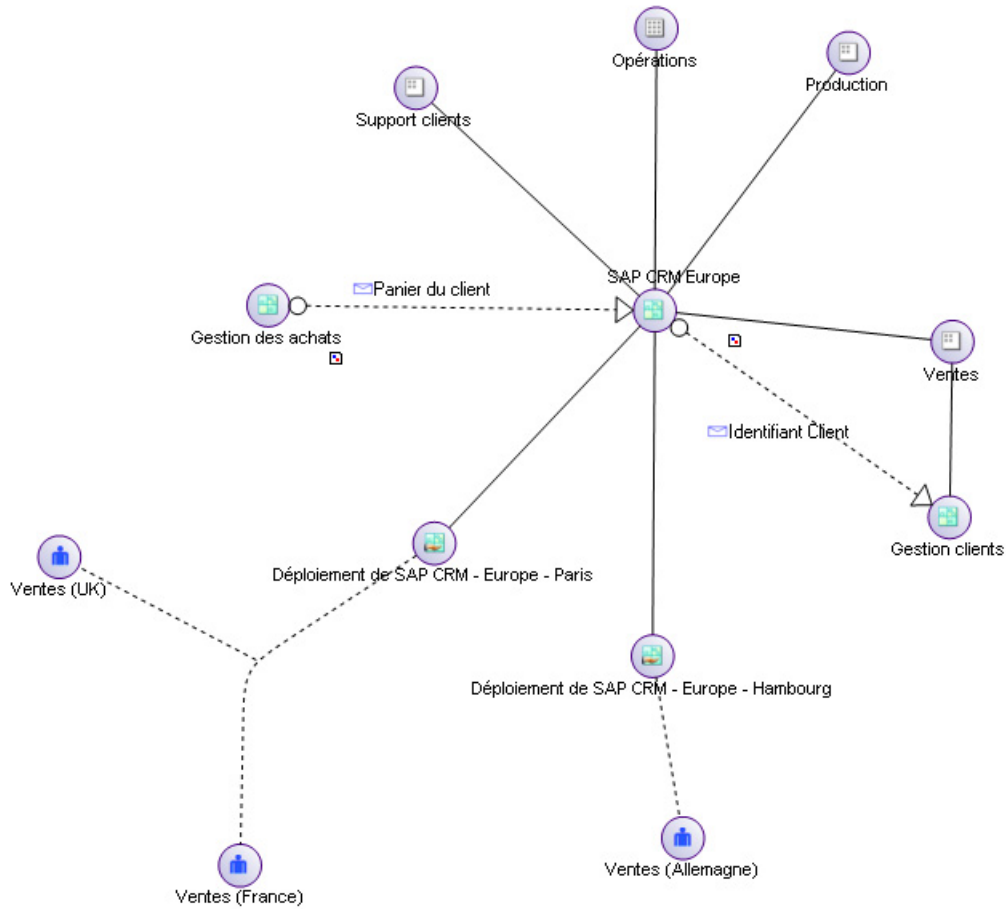 Opérations
Production
Support clients
SAP CRM Europe
Panier du client
Gestion des achats
Ventes
Identifiant Client
Gestion clients
Déploiement de SAP CRM - Europe - Paris
Ventes (UK)
Déploiement de SAP CRM - Europe - Hambourg
Ventes (Allemagne)
Ventes (France)